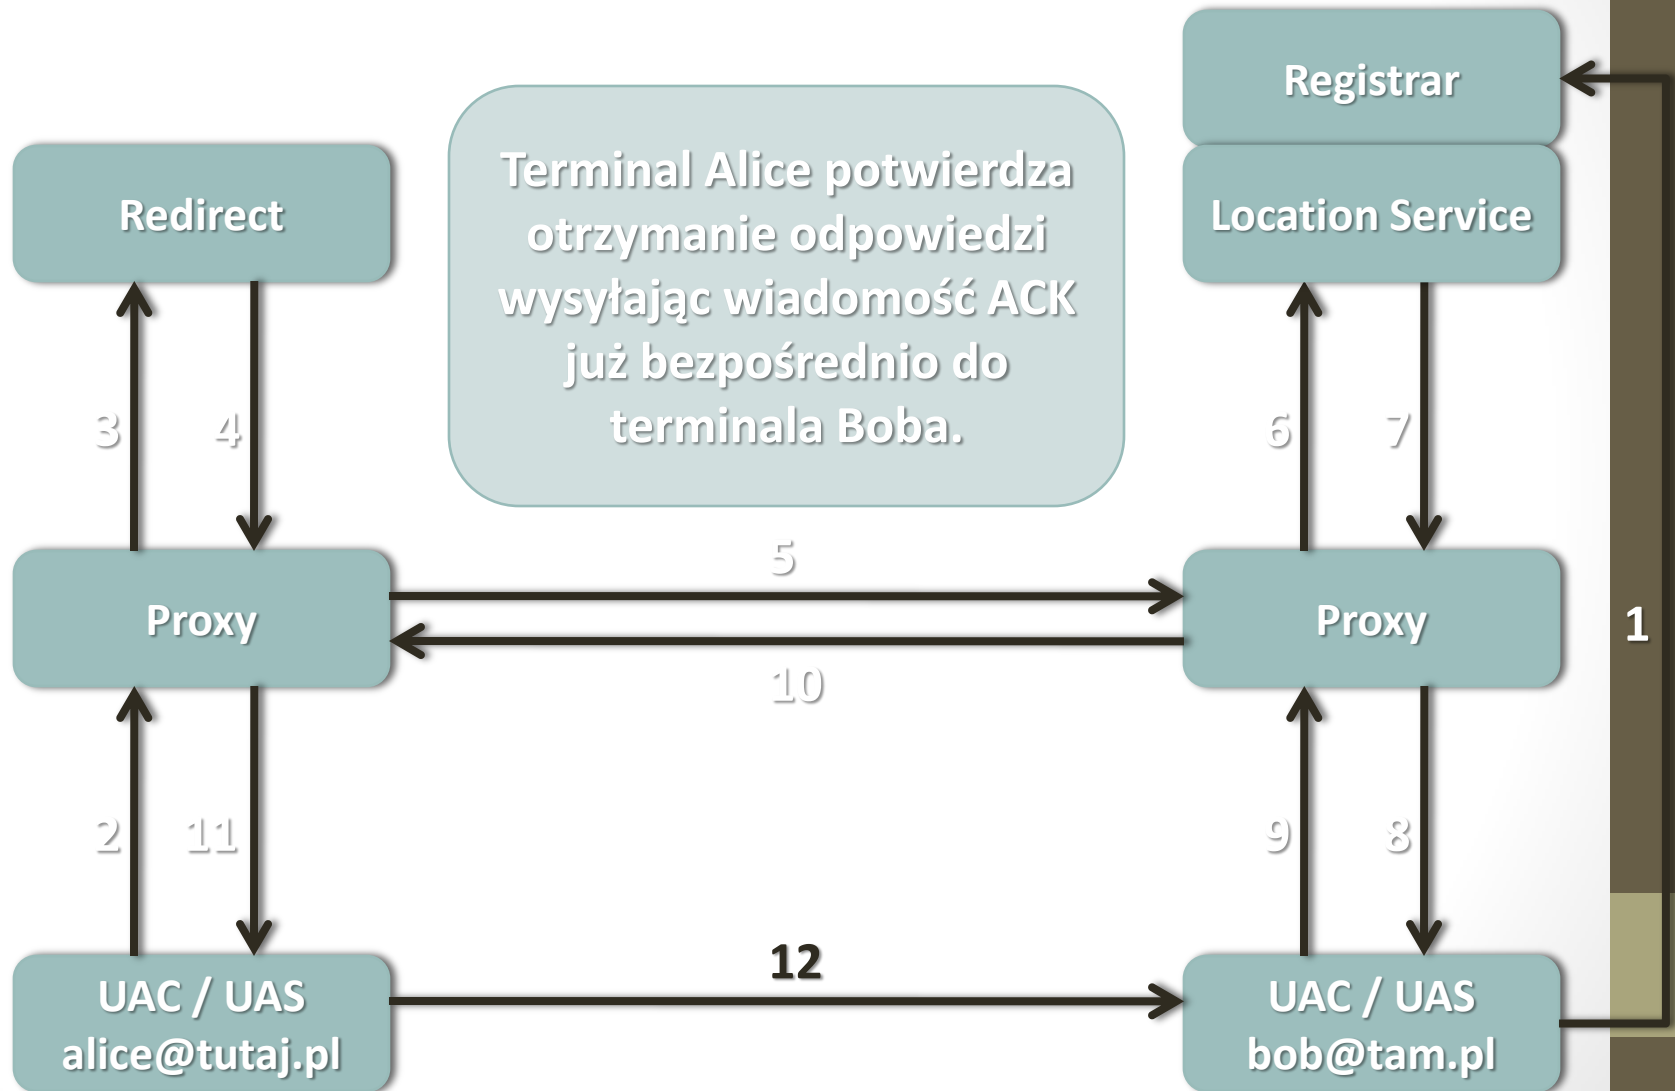 Registrar
Redirect
Location Service
Terminal Alice potwierdza
otrzymanie odpowiedzi
wysyłając wiadomość ACK
już bezpośrednio do
terminala Boba.
3
4
6
7
5
Proxy
Proxy
1
10
2
11
9
8
12
UAC / UAS
alice@tutaj.pl
UAC / UAS
bob@tam.pl